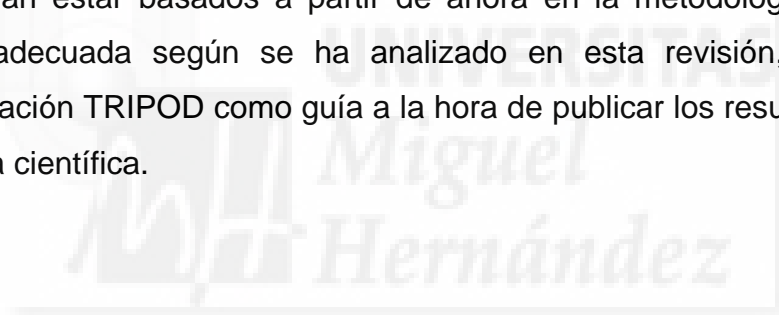 an estar basados a partir de ahora en la metodolog
adecuada según se ha analizado en esta revisión,
ación TRIPOD como guía a la hora de publicar los resu
a científica.
UNIVERSITAS
Miguel
Hernández